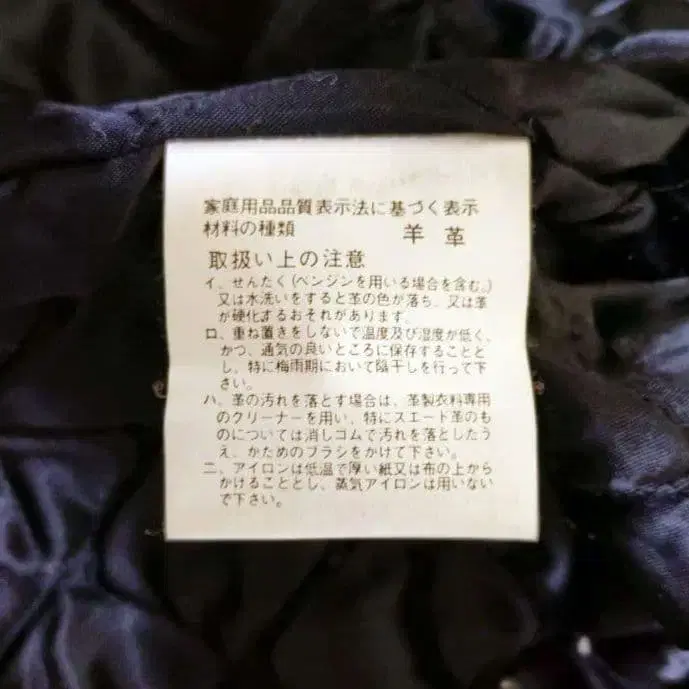 家庭用品品質表示法に基づく表示
材料の種類 羊革
取扱い上の注意
イ、せんたく(ベンジンを用いる場合を含む。)
又は水洗いをすると革の色が落ち、又は革
が硬化するおそれがあります。
ロ、重ね置きをしないで温度及び湿度が低く、
かつ、通気の良いところに保存することと
し、特に梅雨期において陰干しを行って下
さい。
ハ、革の汚れを落とす場合は、革製衣料専用
のクリーナーを用い、特にスエード革のも
のについては消しゴムで汚れを落としたう
え、かためのブラシをかけて下さい。
ニ、アイロンは低温で厚い紙又は布の上から
かけることとし、蒸気アイロンは用いない
で下さい。